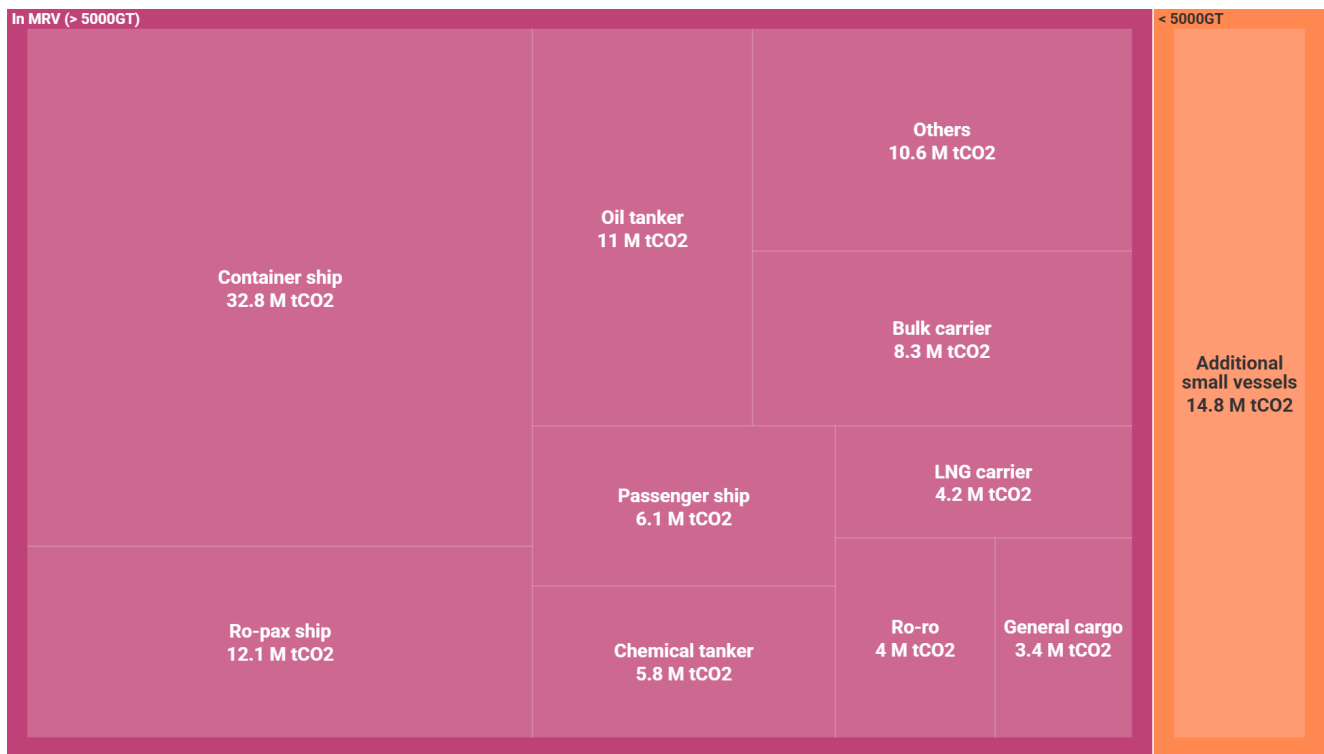 In MRV (> 5000GT)
< 5000GT
Container ship
32.8 M tCO2
Oil tanker
11 M tCO2
Others
10.6 M tCO2
Bulk carrier
8.3 M tCO2
Additional
small vessels
14.8 M tCO2
Passenger ship
6.1 M tCO2
LNG carrier
4.2 M tCO2
Ro-pax ship
12.1 M tCO2
Chemical tanker
5.8 M tCO2
Ro-ro
4 M tCO2
General cargo
3.4 M tCO2